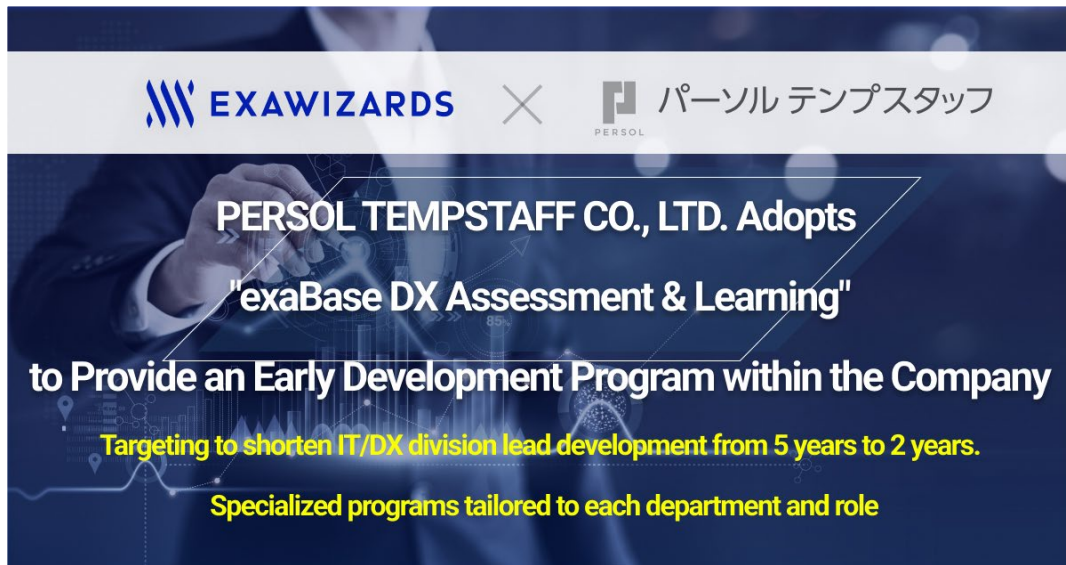 EXAWIZARDS × パーソル テンプスタッフ
PERSOL
PERSOL TEMPSTAFF CO., LTD. Adopts
"exaBase DX Assessment & Learning"
85%
to Provide an Early Development Program within the Company
Targeting to shorten IT/DX division lead development from 5 years to 2 years.
Specialized programs tailored to each department and role